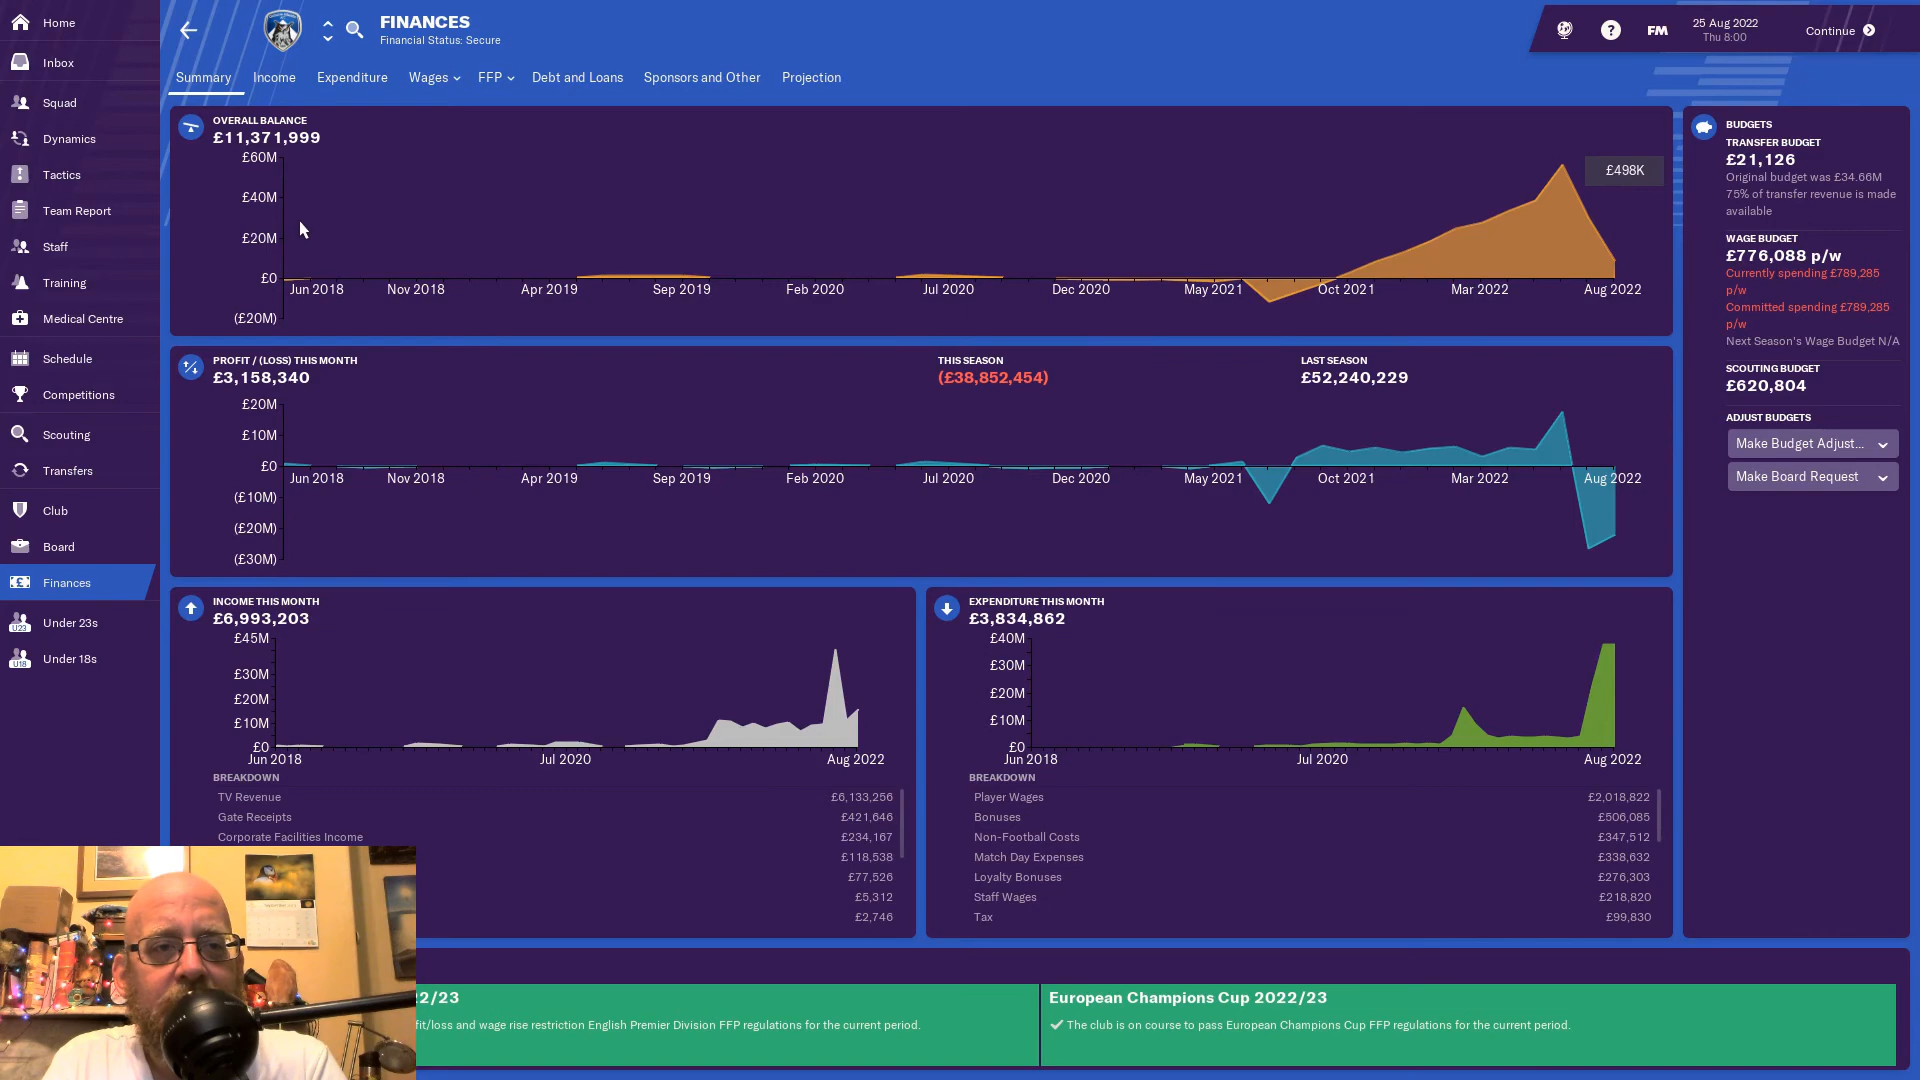 Home
Inbox
Squad
Dynamics
Tactics
Team Report
Staff
Training
Medical Centre
Schedule
Competitions
Scouting
Transfers
Club
Board
Finances
U23 Under 23s
U18 Under 18s
FINANCES
Financial Status: Secure
? FM 25 Aug 2022
Thu 8:00
Continue
Summary Income Expenditure Wages FFP Debt and Loans Sponsors and Other Projection
OVERALL BALANCE
£11,371,999
£60M
£40M
£20M
£0
(£20M)
£498K
Jun 2018 Nov 2018 Apr 2019 Sep 2019 Feb 2020 Jul 2020 Dec 2020 May 2021 Oct 2021 Mar 2022 Aug 2022
PROFIT / (LOSS) THIS MONTH
£3,158,340
THIS SEASON
(£38,852,454)
LAST SEASON
£52,240,229
£20M
£10M
£0
(£10M)
(£20M)
(£30M)
Jun 2018 Nov 2018 Apr 2019 Sep 2019 Feb 2020 Jul 2020 Dec 2020 May 2021 Oct 2021 Mar 2022 Aug 2022
INCOME THIS MONTH
£6,993,203
£45M
£30M
£20M
£10M
£0
Jun 2018 Jul 2020 Aug 2022
BREAKDOWN
TV Revenue £6,133,256
Gate Receipts £421,646
Corporate Facilities Income £234,167
£118,538
£77,526
£5,312
£2,746
EXPENDITURE THIS MONTH
£3,834,862
£40M
£30M
£20M
£10M
£0
Jun 2018 Jul 2020 Aug 2022
BREAKDOWN
Player Wages £2,018,822
Bonuses £506,085
Non-Football Costs £347,512
Match Day Expenses £338,632
Loyalty Bonuses £276,303
Staff Wages £218,820
Tax £99,830
BUDGETS
TRANSFER BUDGET
£21,126
Original budget was £34.66M
75% of transfer revenue is made
available
WAGE BUDGET
£776,088 p/w
Currently spending £789,285
p/w
Committed spending £789,285
p/w
Next Season's Wage Budget N/A
SCOUTING BUDGET
£620,804
ADJUST BUDGETS
Make Budget Adjust...
Make Board Request
22/23
fit/loss and wage rise restriction English Premier Division FFP regulations for the current period.
European Champions Cup 2022/23
The club is on course to pass European Champions Cup FFP regulations for the current period.